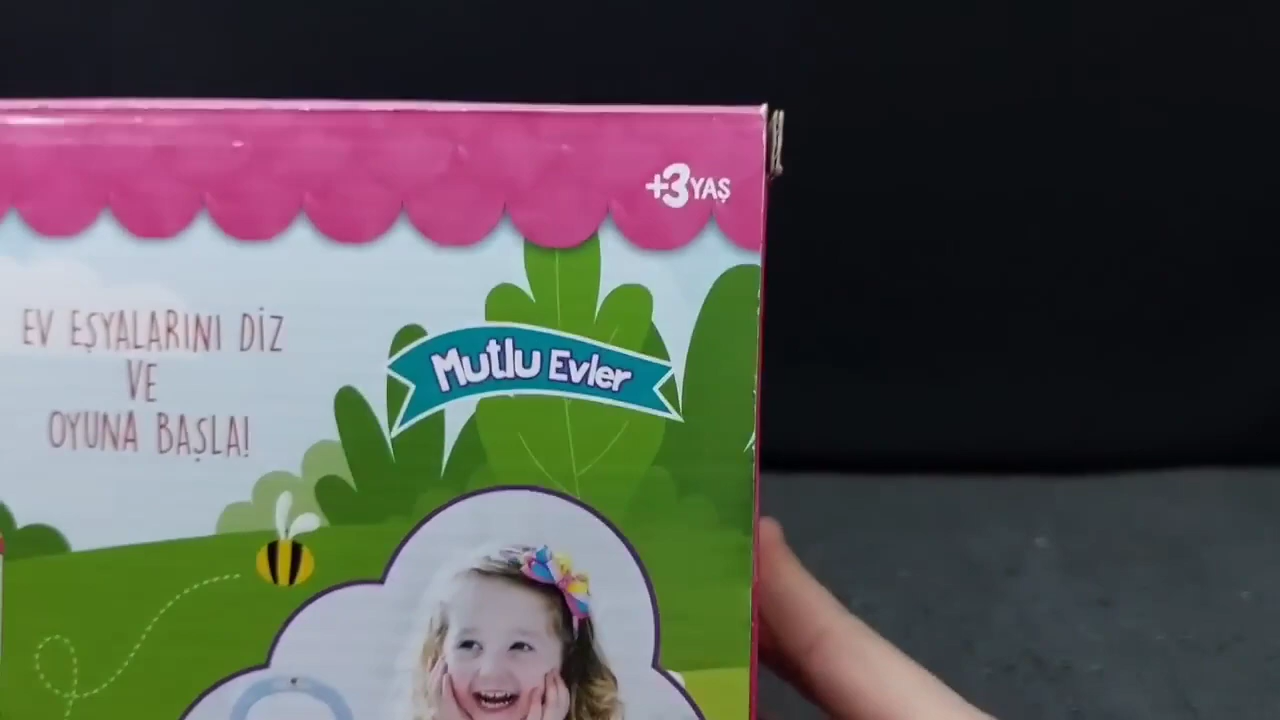 +3 YAŞ
EV EŞYALARINI DİZ
VE
OYUNA BAŞLA!
Mutlu Evler